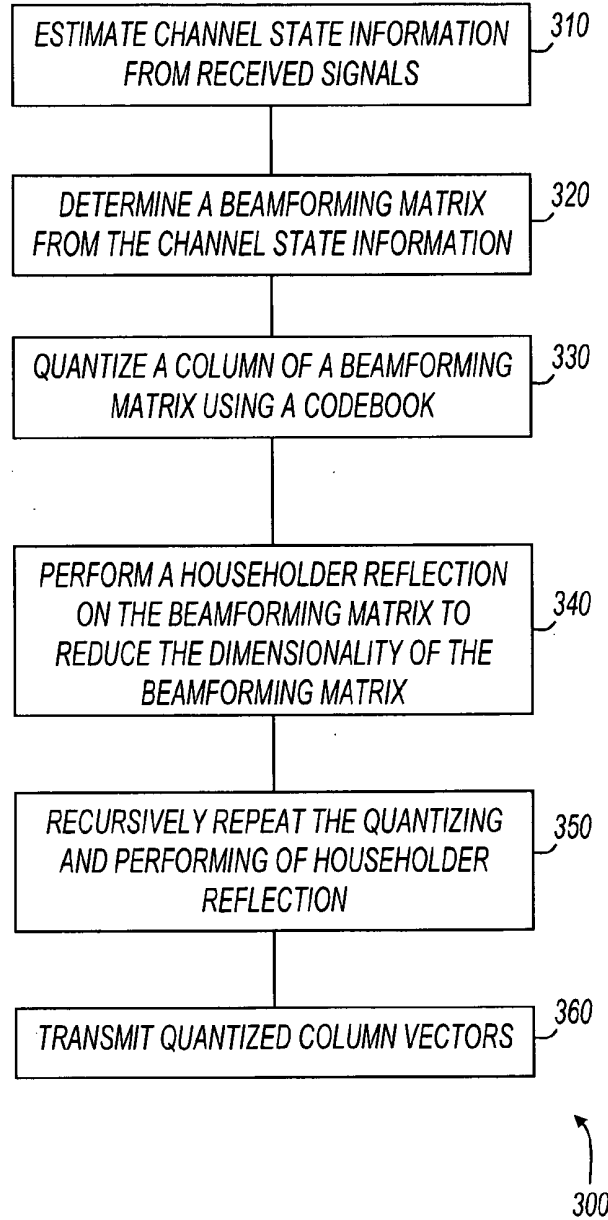 ESTIMATE CHANNEL STATE INFORMATION
FROM RECEIVED SIGNALS
310
DETERMINE A BEAMFORMING MATRIX
FROM THE CHANNEL STATE INFORMATION
320
QUANTIZE A COLUMN OF A BEAMFORMING
MATRIX USING A CODEBOOK
330
PERFORM A HOUSEHOLDER REFLECTION
ON THE BEAMFORMING MATRIX TO
REDUCE THE DIMENSIONALITY OF THE
BEAMFORMING MATRIX
340
RECURSIVELY REPEAT THE QUANTIZING
AND PERFORMING OF HOUSEHOLDER
REFLECTION
350
TRANSMIT QUANTIZED COLUMN VECTORS
360
300